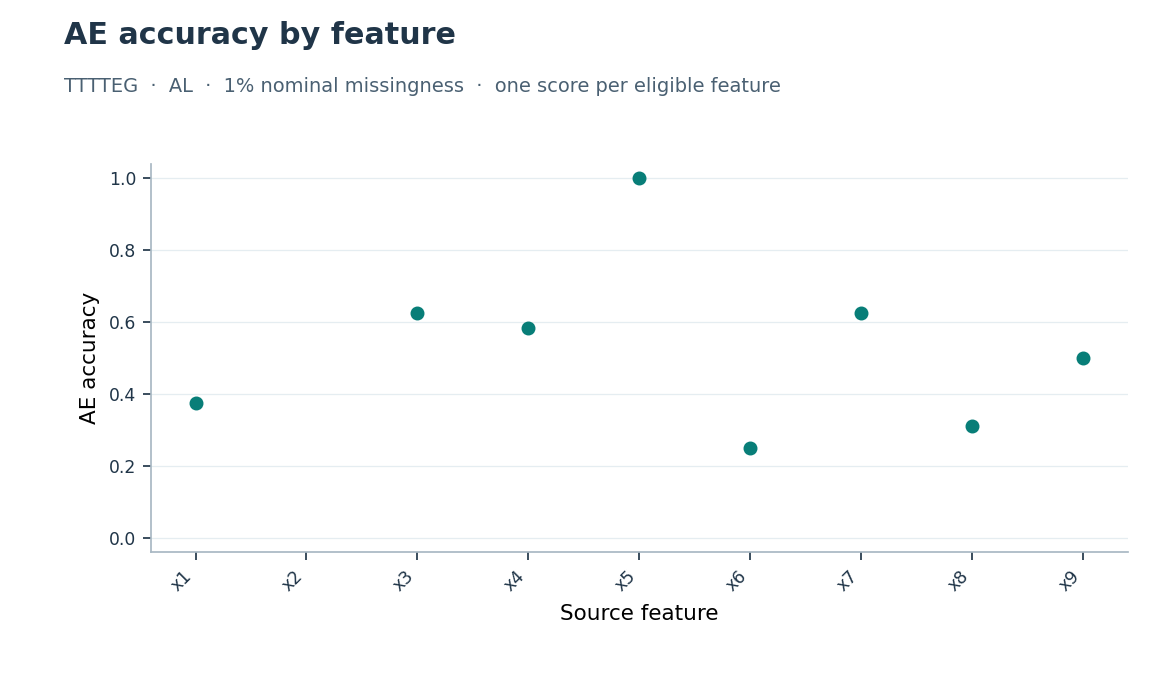 AE accuracy by feature
TTTTEG · AL · 1% nominal missingness · one score per eligible feature
1.0
0.8
0.6
0.4
0.2
0.0
AE accuracy
x1 x2 x3 x4 x5 x6 x7 x8 x9
Source feature